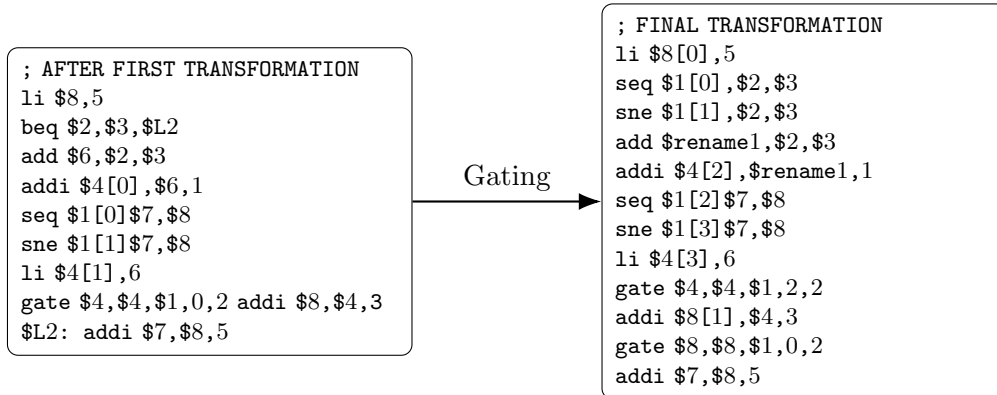 ; AFTER FIRST TRANSFORMATION
li $8,5
beq $2,$3,$L2
add $6,$2,$3
addi $4[0],$6,1
seq $1[0]$7,$8
sne $1[1]$7,$8
li $4[1],6
gate $4,$4,$1,0,2 addi $8,$4,3
$L2: addi $7,$8,5
Gating
; FINAL TRANSFORMATION
li $8[0],5
seq $1[0],$2,$3
sne $1[1],$2,$3
add $rename1,$2,$3
addi $4[2],$rename1,1
seq $1[2]$7,$8
sne $1[3]$7,$8
li $4[3],6
gate $4,$4,$1,2,2
addi $8[1],$4,3
gate $8,$8,$1,0,2
addi $7,$8,5